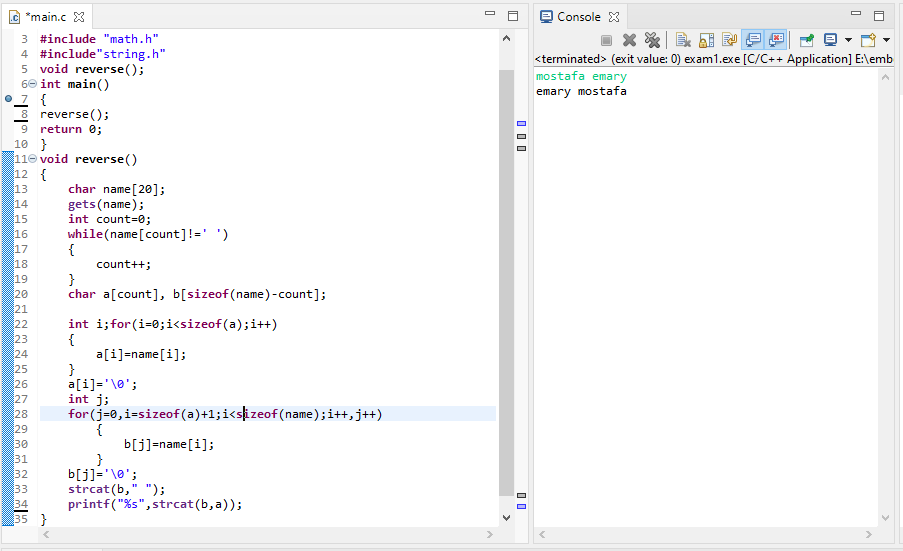 *main.c
3 #include "math.h"
4 #include"string.h"
5 void reverse();
6 int main()
7 {
8 reverse();
9 return 0;
10 }
11 void reverse()
12 {
13     char name[20];
14     gets(name);
15     int count=0;
16     while(name[count]!=' ')
17     {
18         count++;
19     }
20     char a[count], b[sizeof(name)-count];
21
22     int i;for(i=0;i<sizeof(a);i++)
23     {
24         a[i]=name[i];
25     }
26     a[i]='\0';
27     int j;
28     for(j=0,i=sizeof(a)+1;i<sizeof(name);i++,j++)
29         {
30             b[j]=name[i];
31         }
32     b[j]='\0';
33     strcat(b," ");
34     printf("%s",strcat(b,a));
35 }
Console
<terminated> (exit value: 0) exam1.exe [C/C++ Application] E:\emb
mostafa emary
emary mostafa